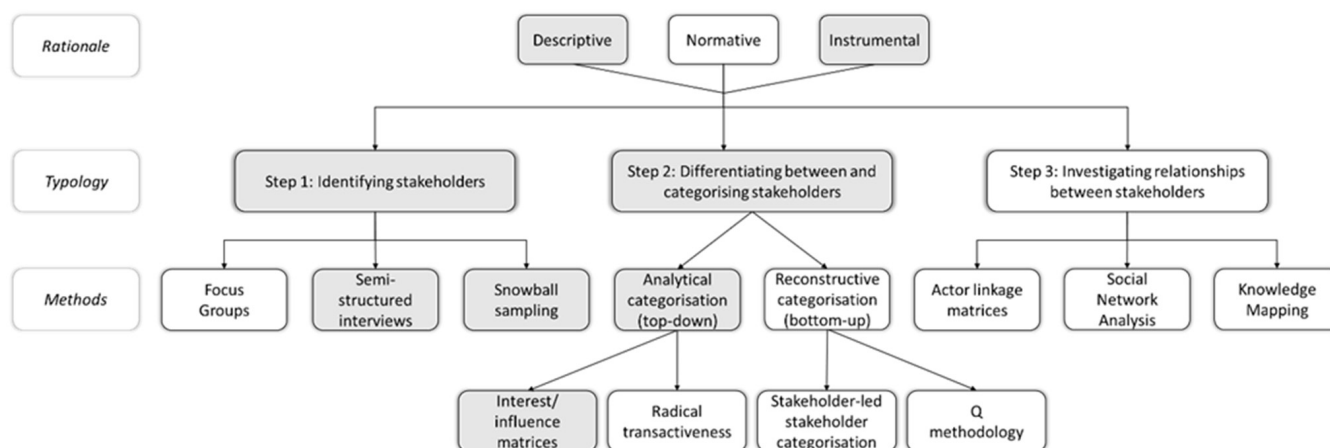 Rationale
Descriptive
Normative
Instrumental
Typology
Step 1: Identifying stakeholders
Step 2: Differentiating between and
categorising stakeholders
Step 3: Investigating relationships
between stakeholders
Methods
Focus
Groups
Semi-
structured
interviews
Snowball
sampling
Analytical
categorisation
(top-down)
Reconstructive
categorisation
(bottom-up)
Actor linkage
matrices
Social
Network
Analysis
Knowledge
Mapping
Interest/
influence
matrices
Radical
transactiveness
Stakeholder-led
stakeholder
categorisation
Q
methodology